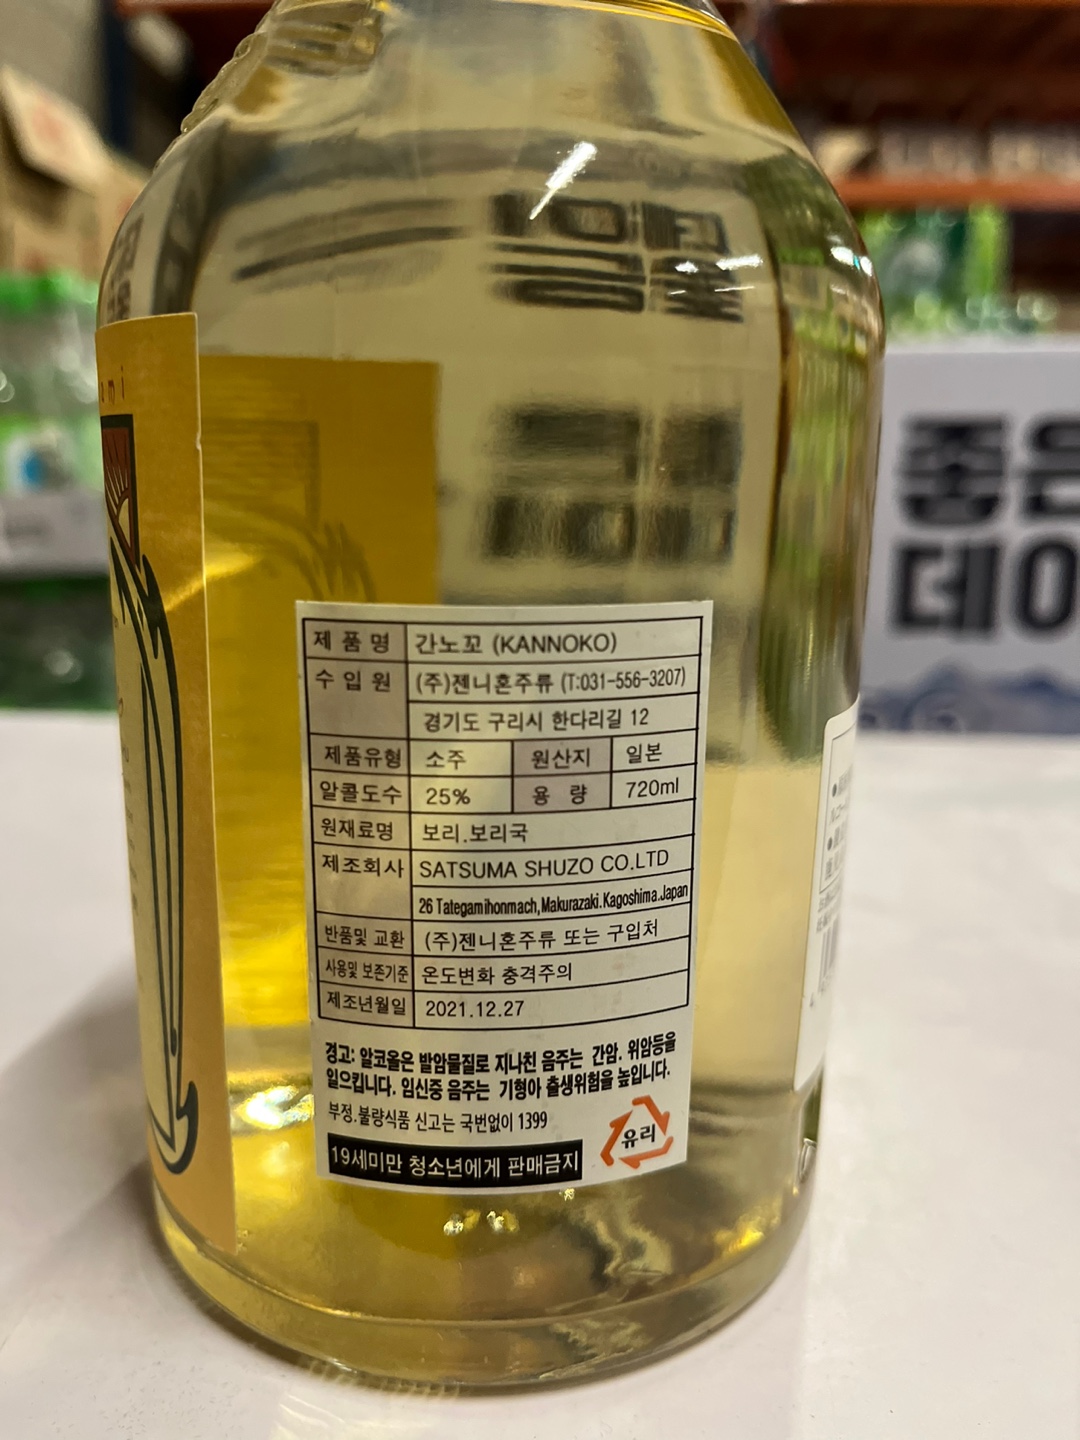 ami
제 품 명 간노꼬 (KANNOKO)
수 입 원 (주)젠니혼주류 (T:031-556-3207)
경기도 구리시 한다리길 12
제품유형 소주 원산지 일본
알콜도수 25% 용 량 720ml
원재료명 보리.보리국
제조회사 SATSUMA SHUZO CO.LTD
26 Tategamihonmach,Makurazaki.Kagoshima.Japan
반품및 교환 (주)젠니혼주류 또는 구입처
사용및 보존기준 온도변화 충격주의
제조년월일 2021.12.27
경고: 알코올은 발암물질로 지나친 음주는 간암. 위암등을
일으킵니다. 임신중 음주는 기형아 출생위험을 높입니다.
부정.불량식품 신고는 국번없이 1399
유리
19세미만 청소년에게 판매금지
좋은
데이